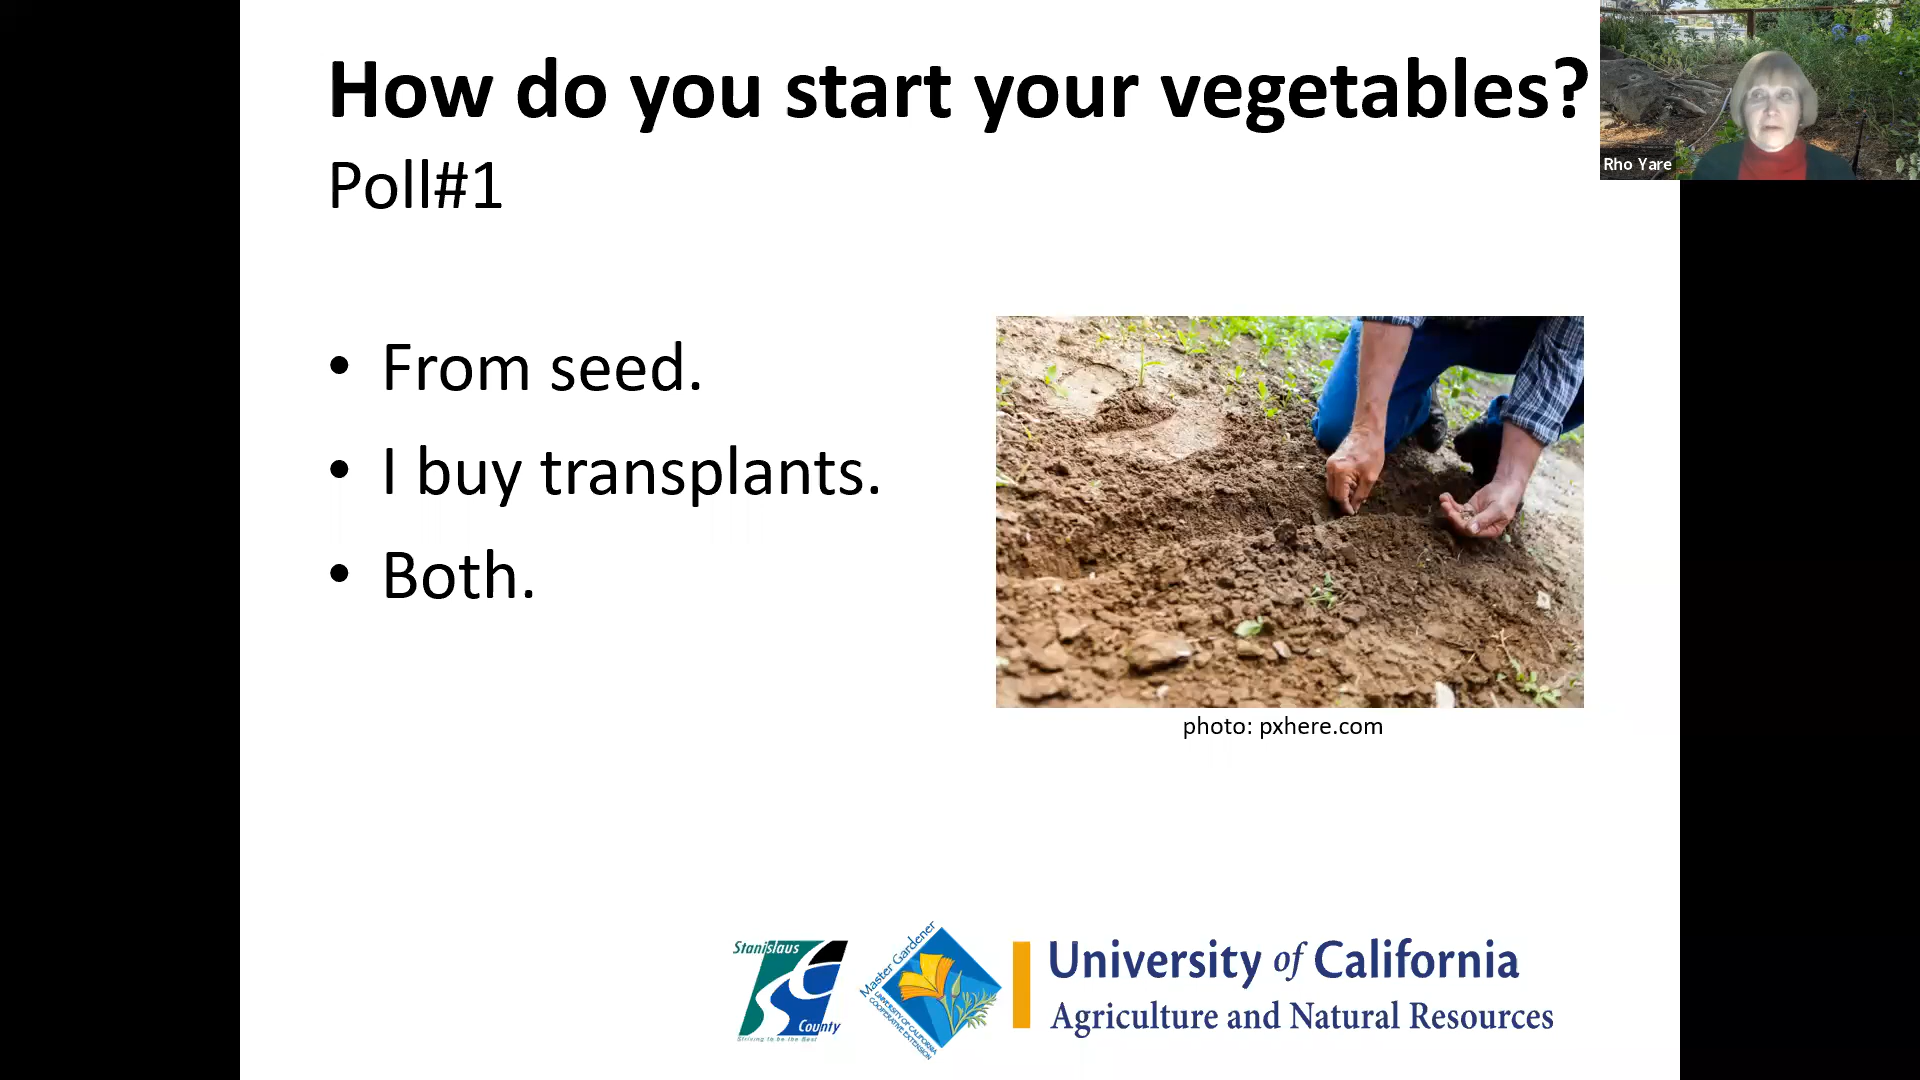 How do you start your vegetables?
Poll#1
Rho Yare
• From seed.
• I buy transplants.
• Both.
photo: pxhere.com
Stanislaus
County
Striving to be the Best
Master Gardener
UNIVERSITY OF CALIFORNIA
COOPERATIVE EXTENSION
University of California
Agriculture and Natural Resources